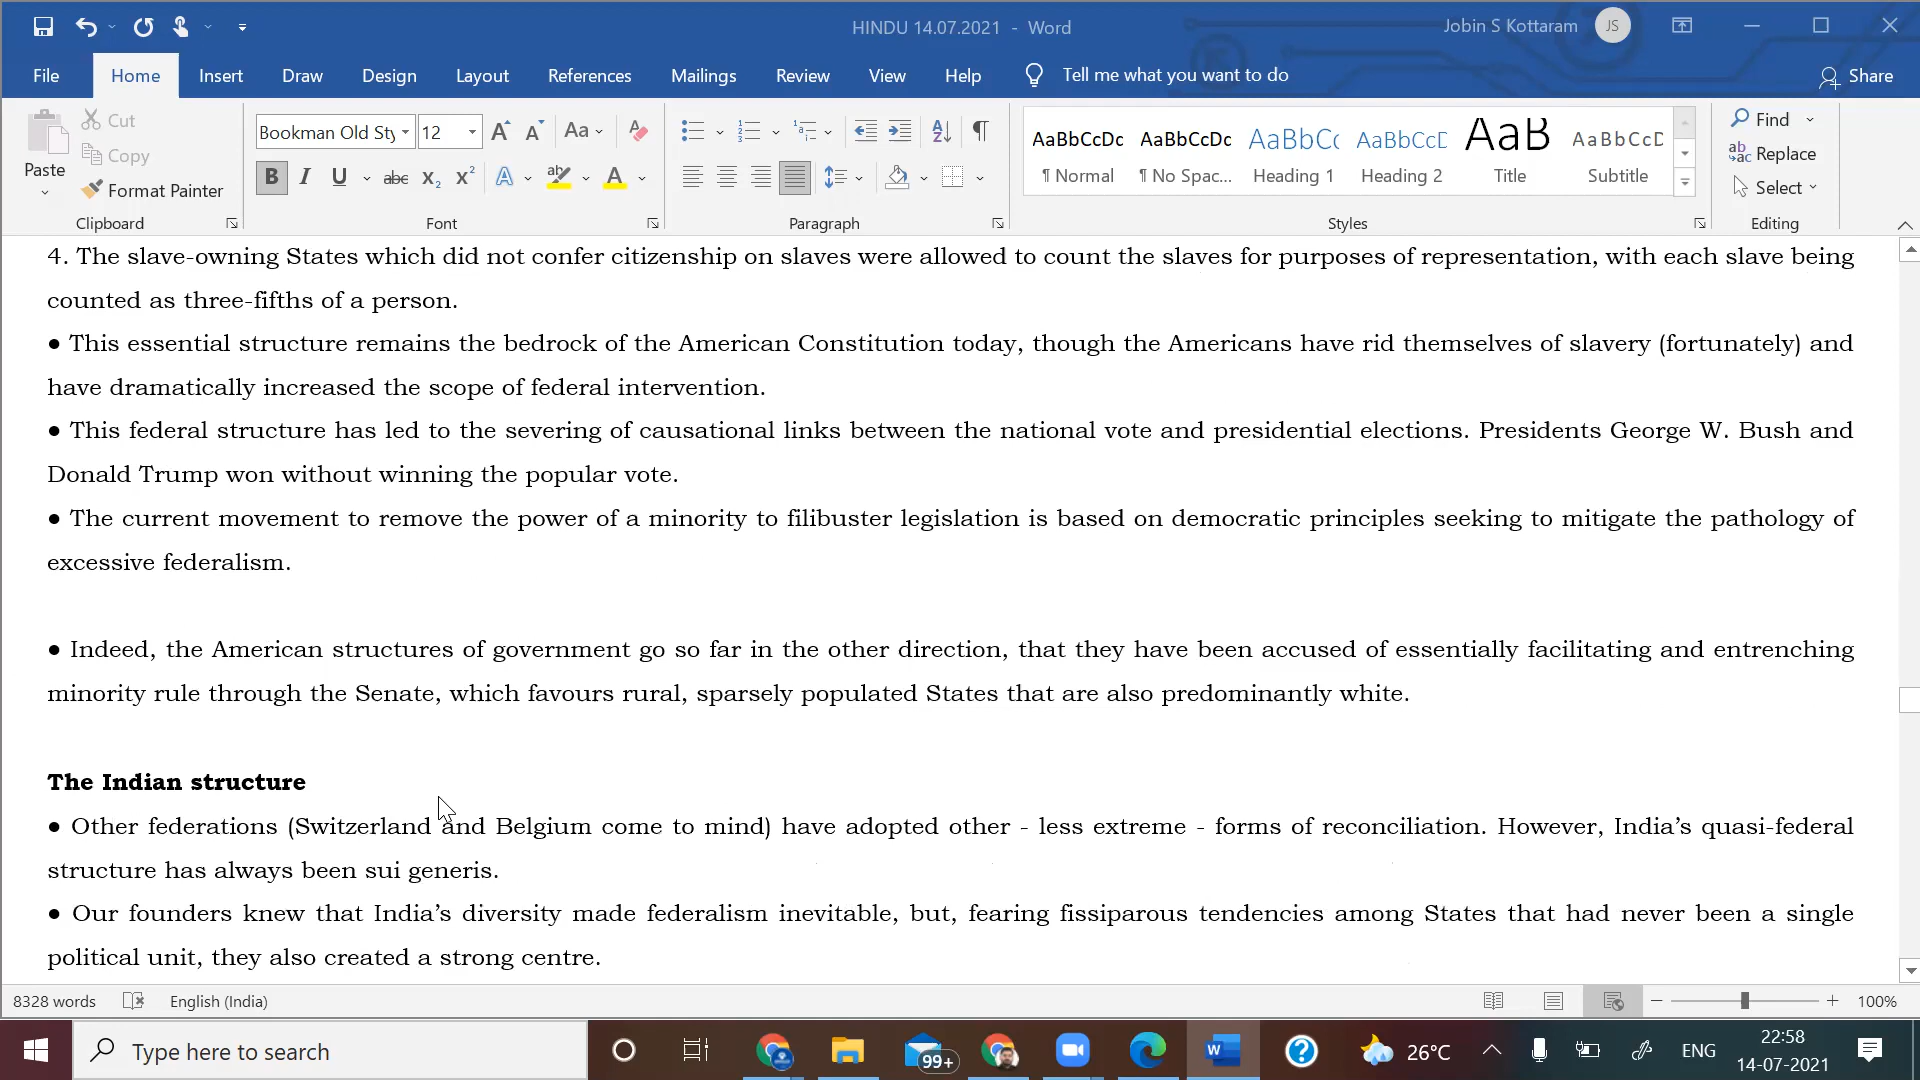 HINDU 14.07.2021 - Word
Jobin S Kottaram
JS
File Home Insert Draw Design Layout References Mailings Review View Help Tell me what you want to do
Share
Paste
Cut
Copy
Format Painter
Clipboard
Bookman Old Sty 12
Font
Paragraph
AaBbCcDc AaBbCcDc AaBbCc AaBbCcD AaB AaBbCcD
¶ Normal ¶ No Spac... Heading 1 Heading 2 Title Subtitle
Styles
Find
Replace
Select
Editing
4. The slave-owning States which did not confer citizenship on slaves were allowed to count the slaves for purposes of representation, with each slave being
counted as three-fifths of a person.
● This essential structure remains the bedrock of the American Constitution today, though the Americans have rid themselves of slavery (fortunately) and
have dramatically increased the scope of federal intervention.
● This federal structure has led to the severing of causational links between the national vote and presidential elections. Presidents George W. Bush and
Donald Trump won without winning the popular vote.
● The current movement to remove the power of a minority to filibuster legislation is based on democratic principles seeking to mitigate the pathology of
excessive federalism.
● Indeed, the American structures of government go so far in the other direction, that they have been accused of essentially facilitating and entrenching
minority rule through the Senate, which favours rural, sparsely populated States that are also predominantly white.
The Indian structure
● Other federations (Switzerland and Belgium come to mind) have adopted other - less extreme - forms of reconciliation. However, India's quasi-federal
structure has always been sui generis.
● Our founders knew that India's diversity made federalism inevitable, but, fearing fissiparous tendencies among States that had never been a single
political unit, they also created a strong centre.
8328 words English (India)
100%
Type here to search
99+
26°C
ENG
22:58
14-07-2021